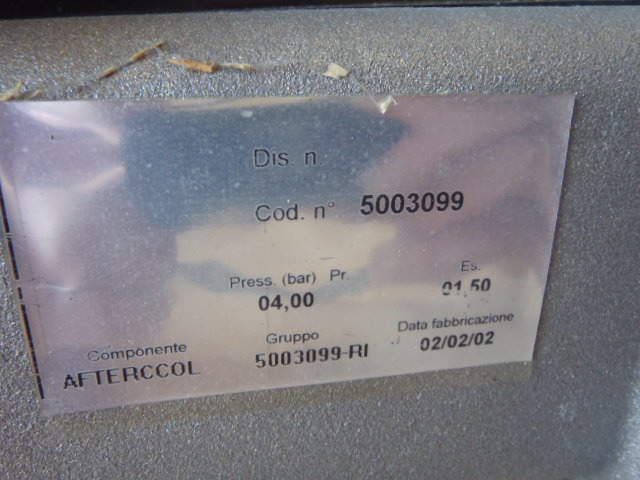 Dis. n.
Cod. n° 5003099
Press. (bar) Pr. Es.
04,00 01,50
Componente Gruppo Data fabbricazione
AFTERCCOL 5003099-RI 02/02/02